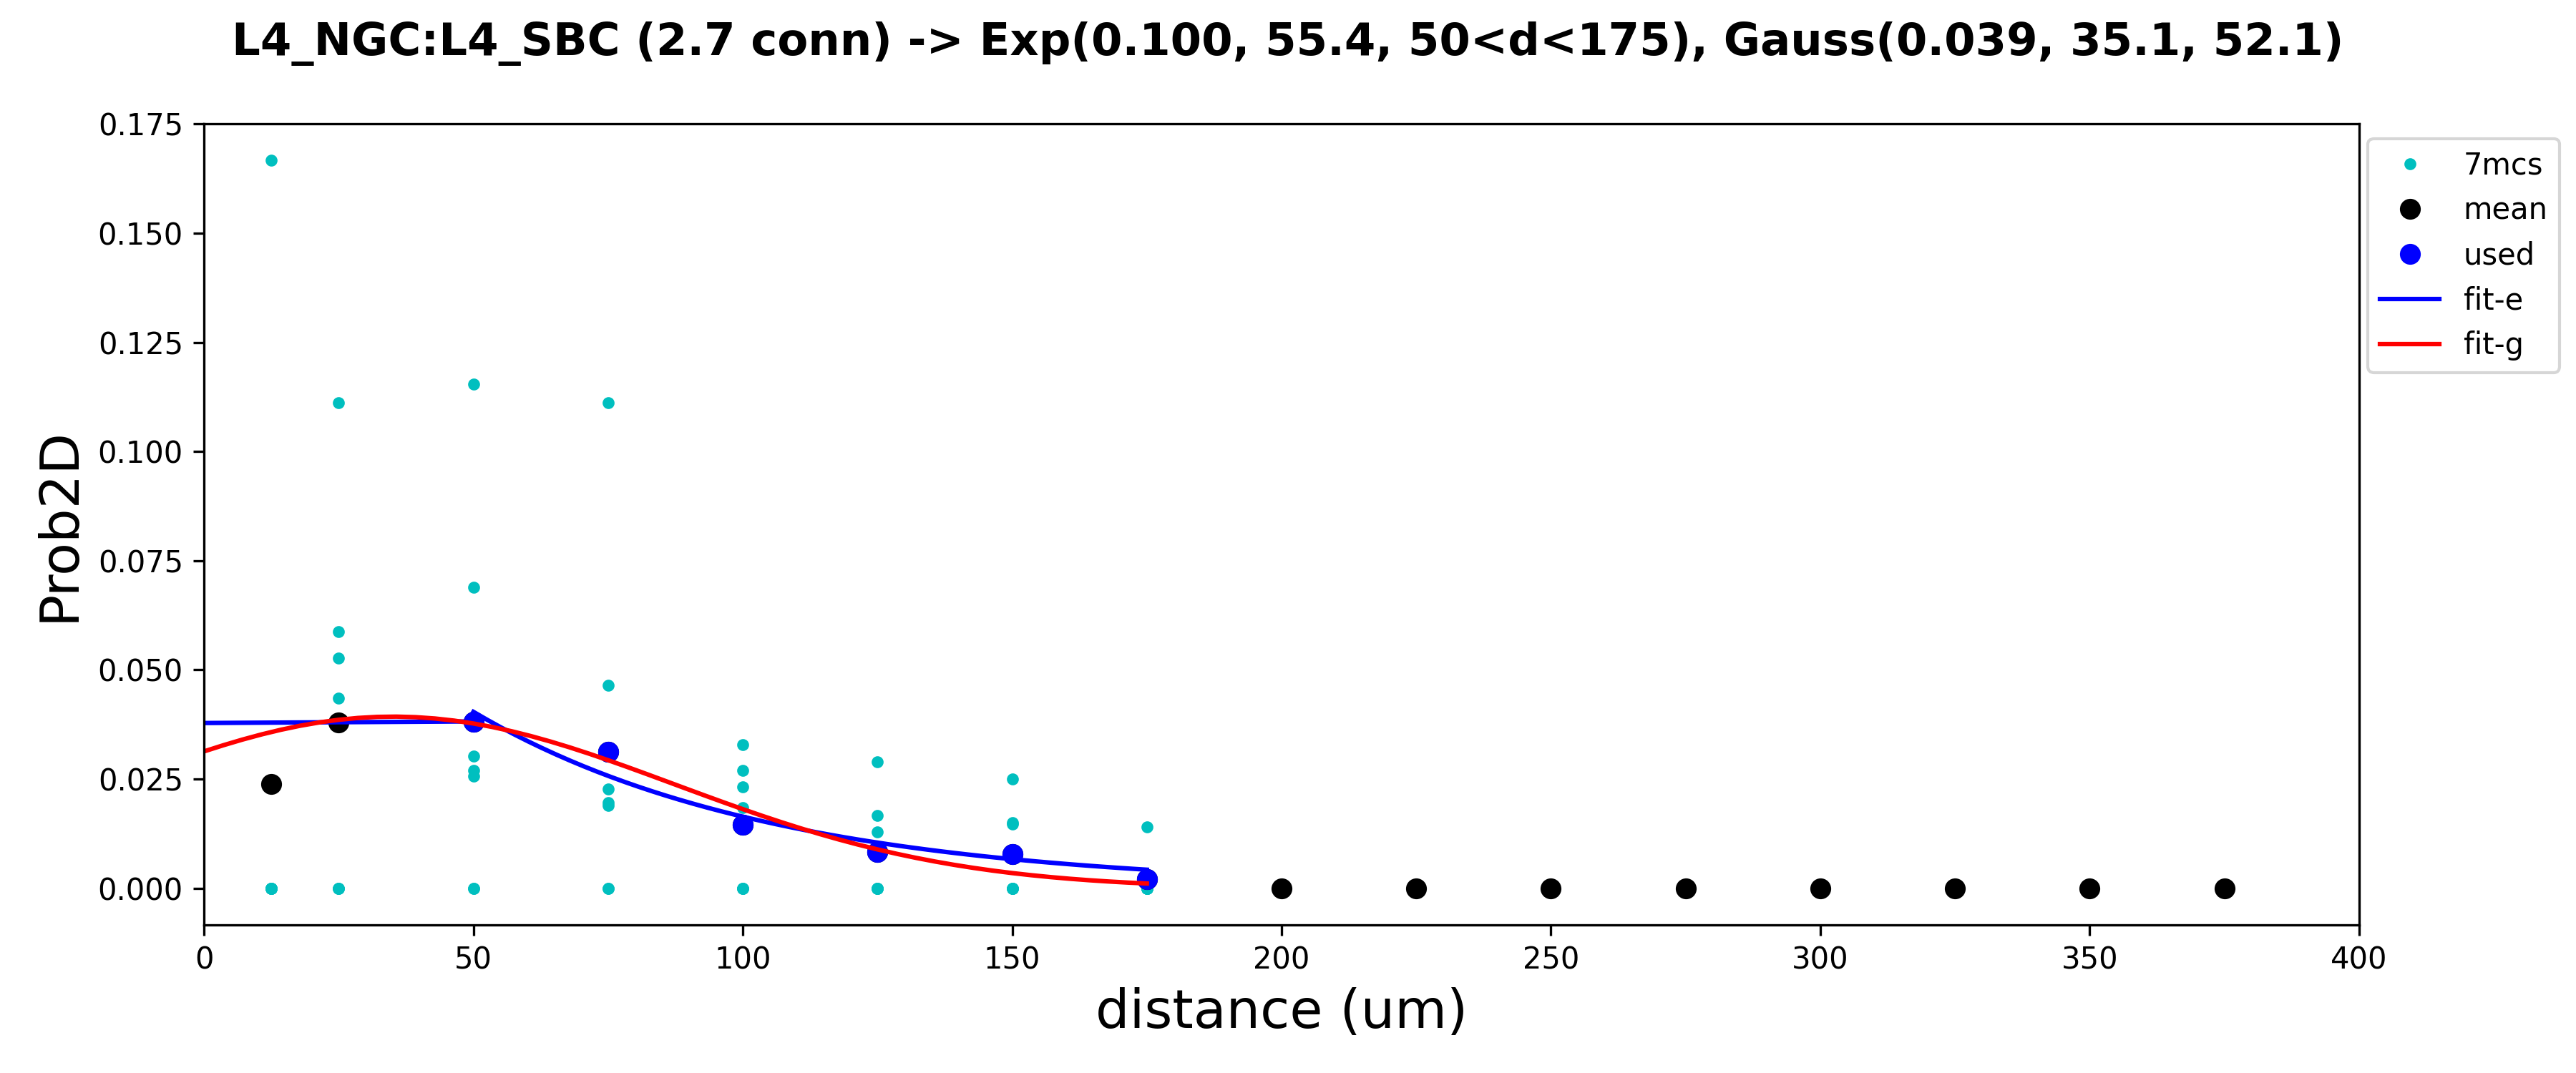 L4_NGC:L4_SBC (2.7 conn) -> Exp(0.100, 55.4, 50<d<175), Gauss(0.039, 35.1, 52.1)
0.175
0.150
0.125
0.100
0.075
0.050
0.025
0.000
Prob2D
0 50 100 150 200 250 300 350 400
distance (um)
7mcs
mean
used
fit-e
fit-g